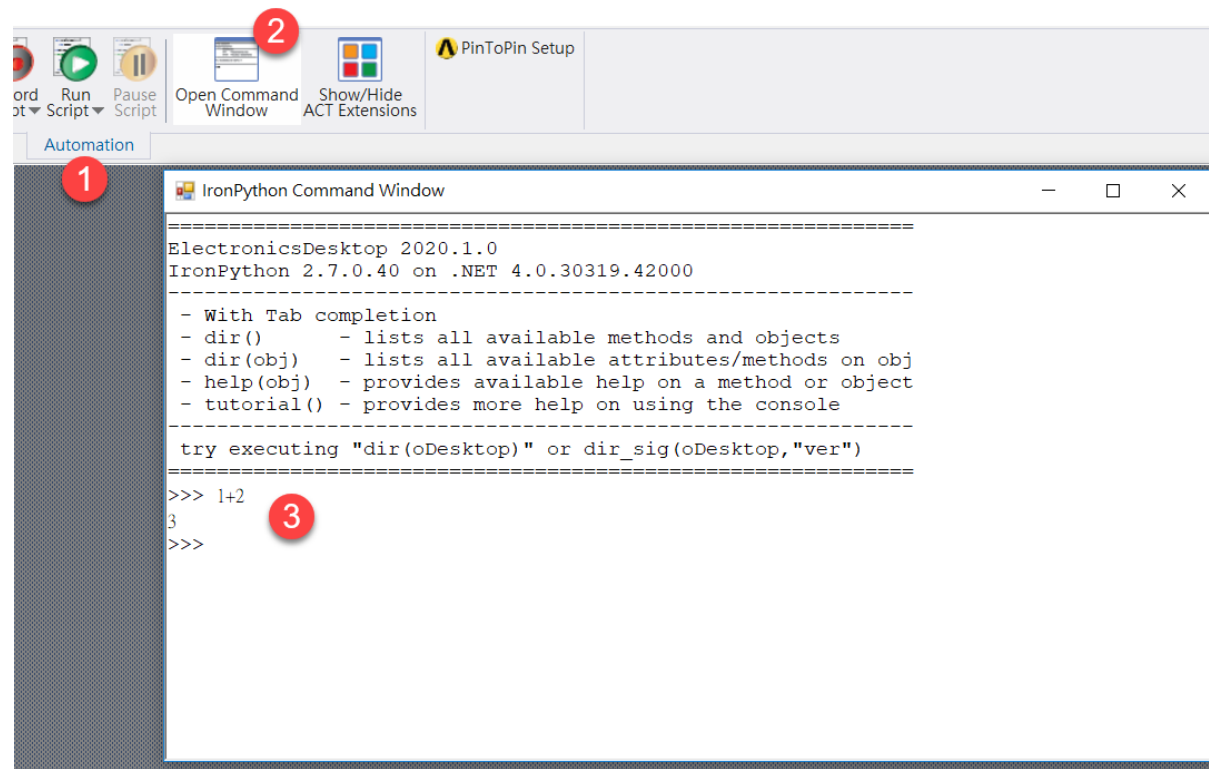 2
PinToPin Setup
ord Run Pause Open Command Show/Hide
pt Script Script Window ACT Extensions
Automation
1
IronPython Command Window
=============================================================
ElectronicsDesktop 2020.1.0
IronPython 2.7.0.40 on .NET 4.0.30319.42000
-------------------------------------------------------------
- With Tab completion
- dir() - lists all available methods and objects
- dir(obj) - lists all available attributes/methods on obj
- help(obj) - provides available help on a method or object
- tutorial() - provides more help on using the console
-------------------------------------------------------------
try executing "dir(oDesktop)" or dir_sig(oDesktop,"ver")
=============================================================
>>> 1+2
3
3
>>>